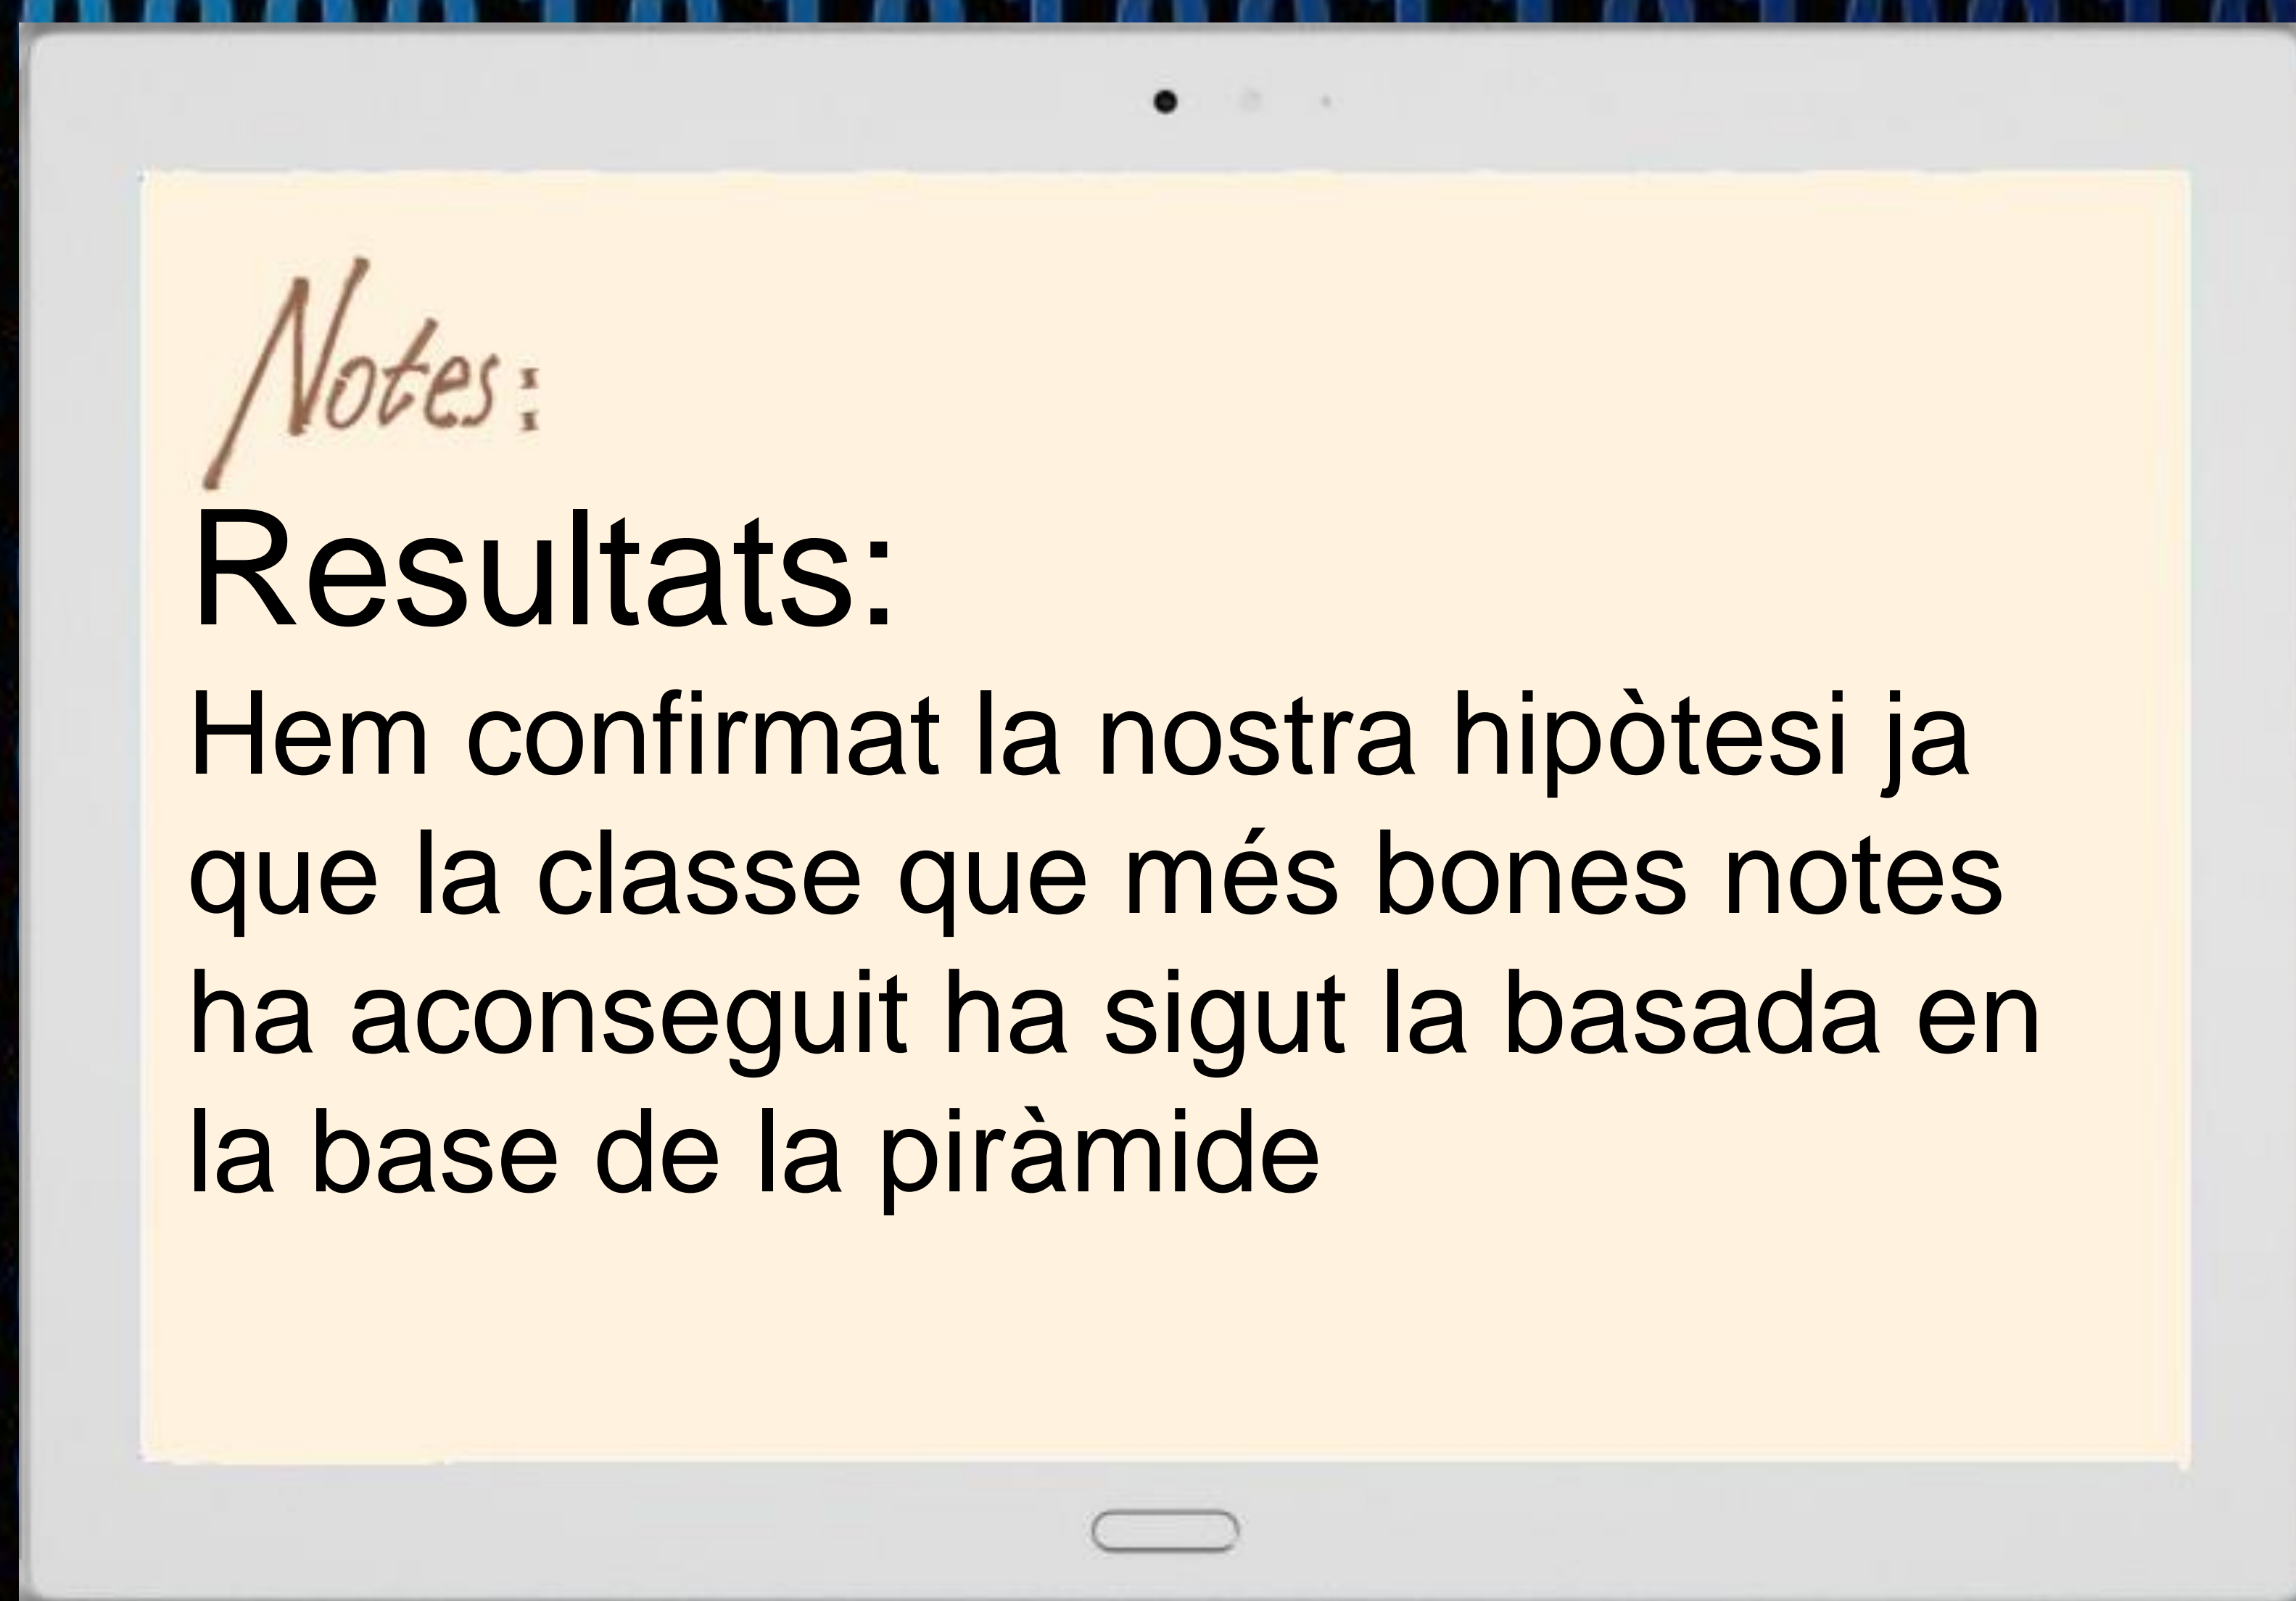 Notes:
Resultats:
Hem confirmat la nostra hipòtesi ja
que la classe que més bones notes
ha aconseguit ha sigut la basada en
la base de la piràmide